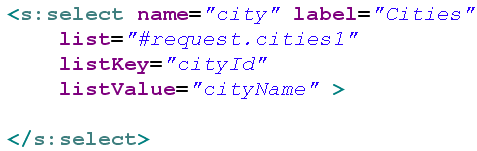 <s:select name="city" label="Cities"
list="#request.cities1"
listKey="cityId"
listValue="cityName" >
</s:select>